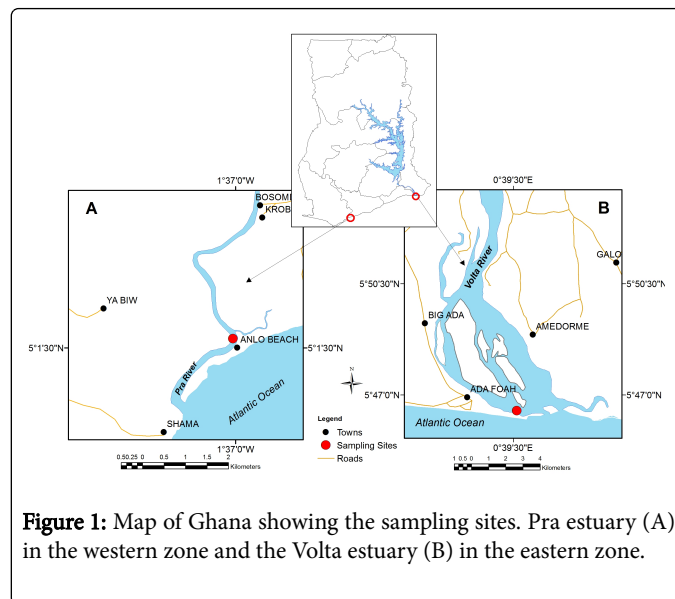 1°37'0"W
0°39'30"E
A
BOSOMI
KROB
B
GALO
Volta River
5°50'30"N
5°50'30"N
YA BIW
BIG ADA
AMEDORME
ANLO BEACH
5°1'30"N
5°1'30"N
Pra River
5°47'0"N
5°47'0"N
ADA FOAH
Atlantic Ocean
Atlantic Ocean
SHAMA
N
Legend
Towns
Sampling Sites
Roads
1°37'0"W
0°39'30"E
0.50.25 0 0.5 1 1.5 2
Kilometers
1 0.5 0 1 2 3 4
Kilometers
Figure 1: Map of Ghana showing the sampling sites. Pra estuary (A)
in the western zone and the Volta estuary (B) in the eastern zone.